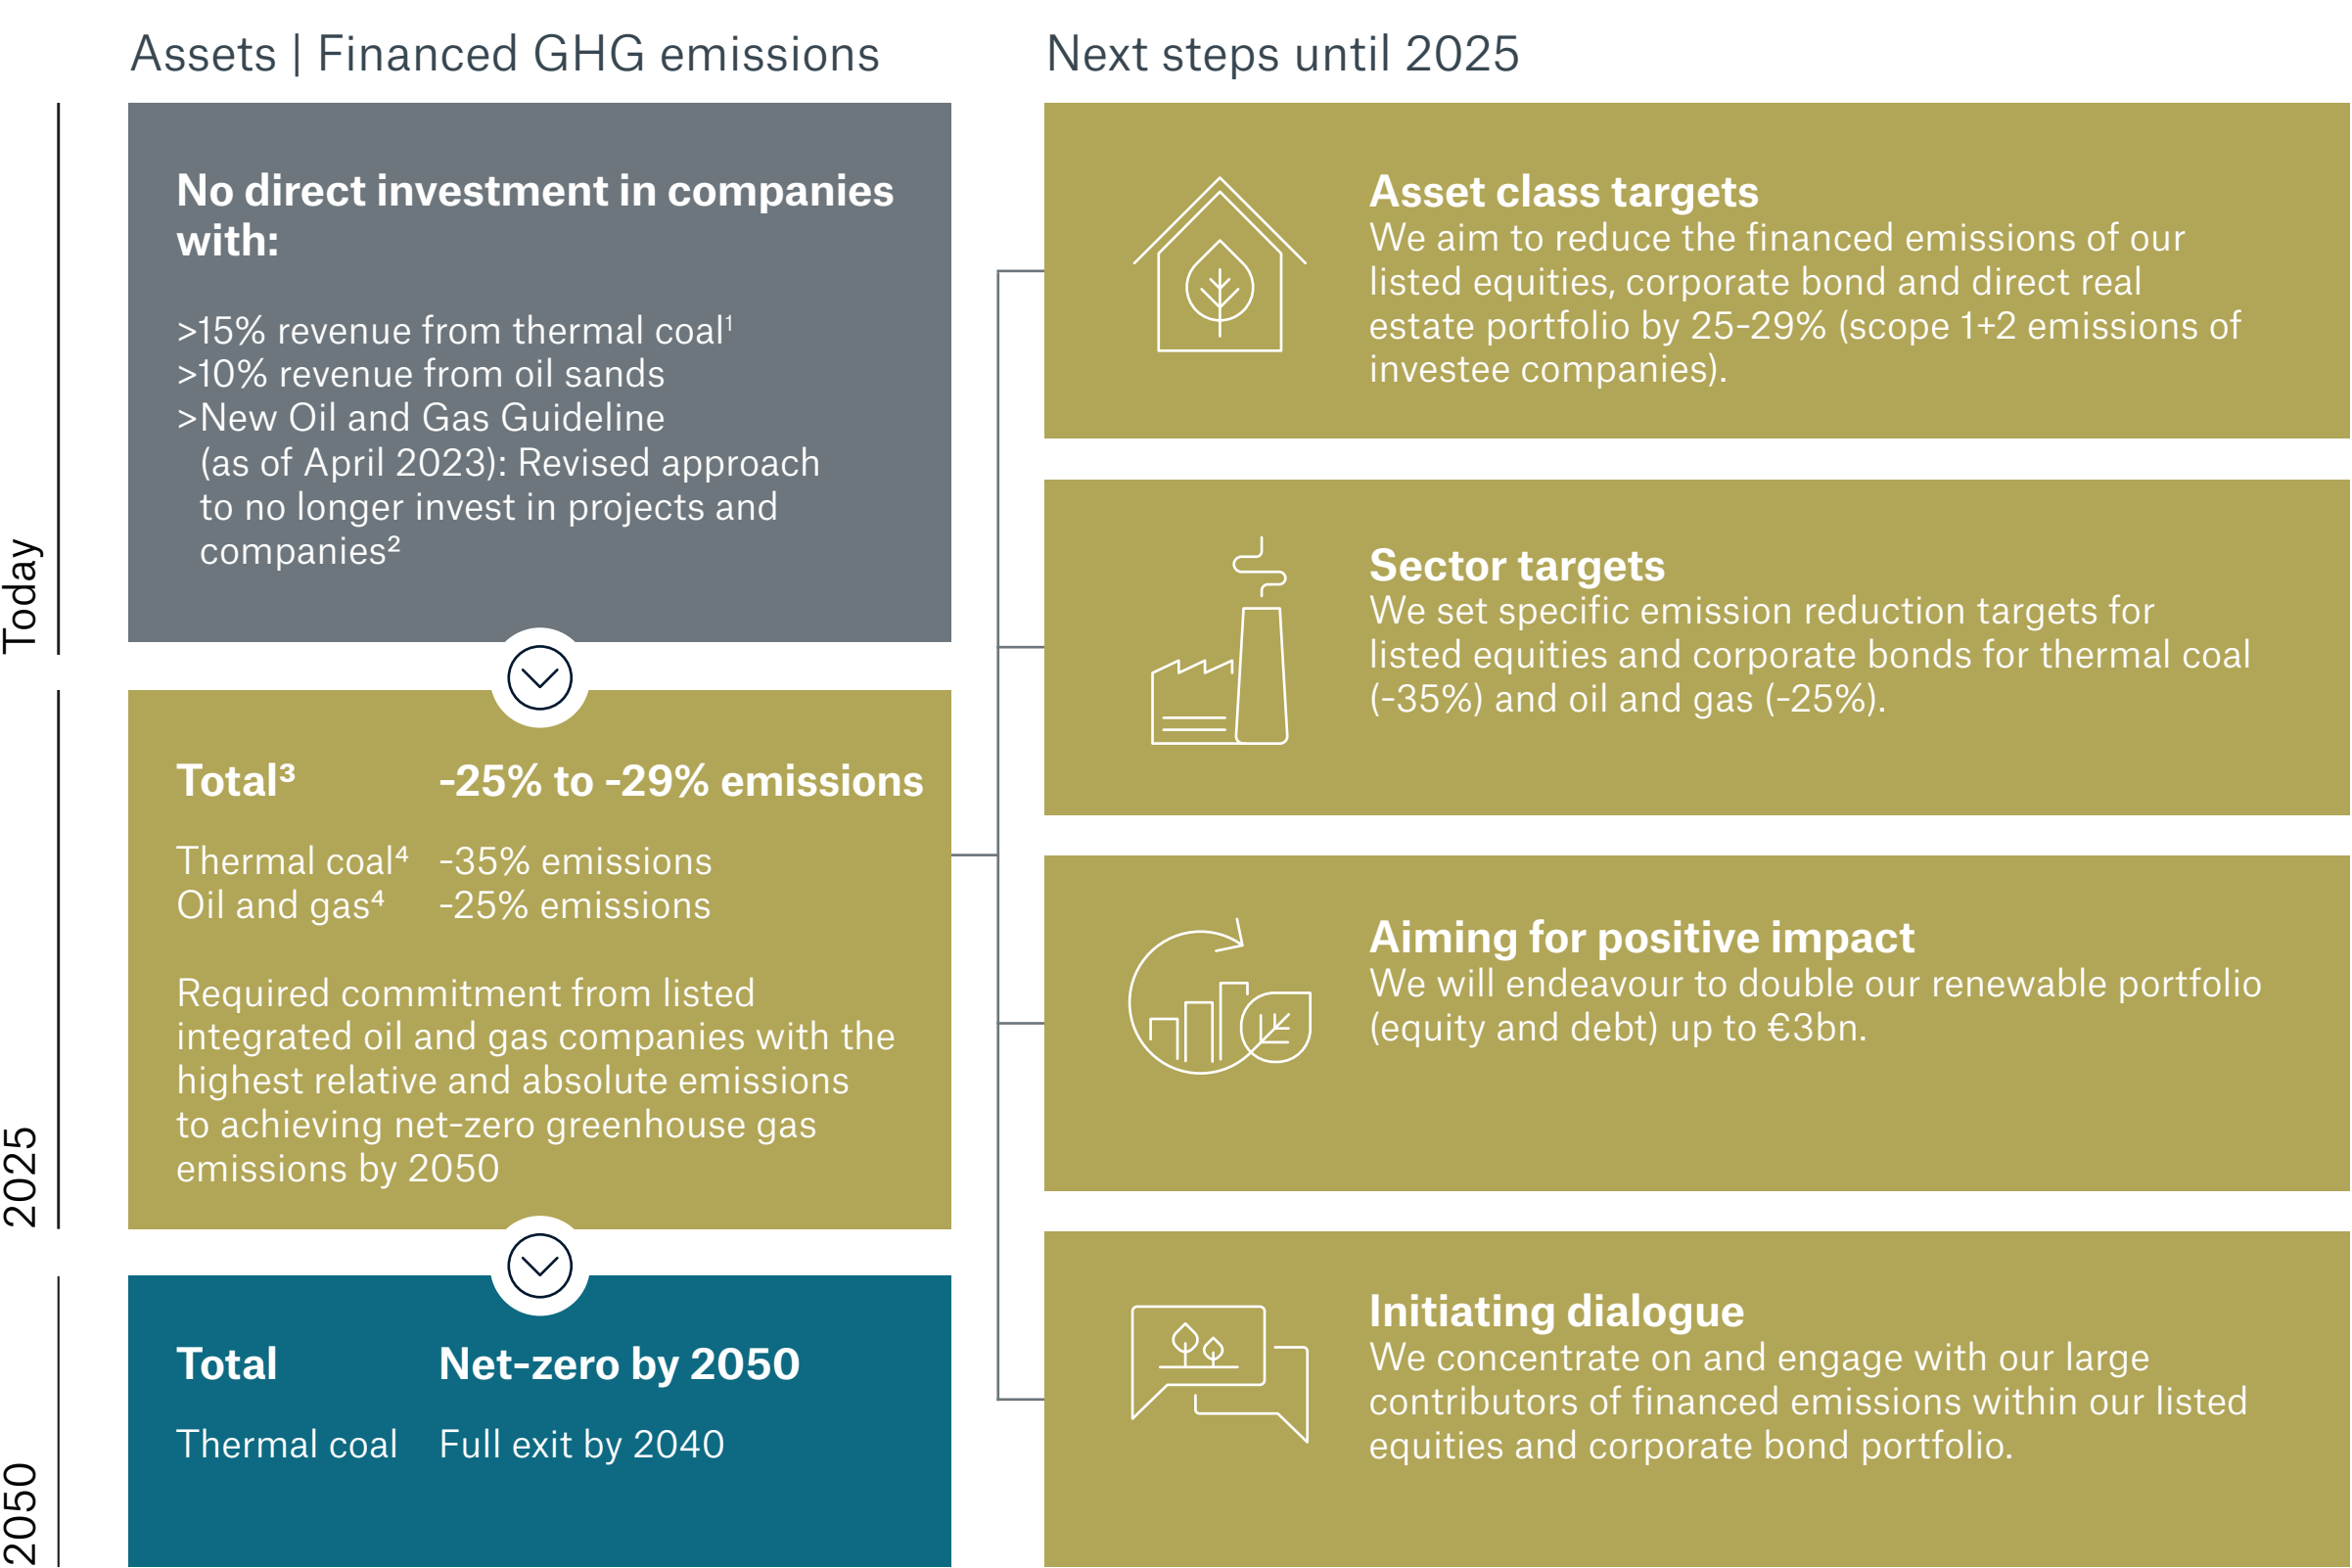 Assets | Financed GHG emissions
Today
No direct investment in companies
with:
>15% revenue from thermal coal¹
>10% revenue from oil sands
>New Oil and Gas Guideline
(as of April 2023): Revised approach
to no longer invest in projects and
companies²
2025
Total³ -25% to -29% emissions
Thermal coal⁴ -35% emissions
Oil and gas⁴ -25% emissions
Required commitment from listed
integrated oil and gas companies with the
highest relative and absolute emissions
to achieving net-zero greenhouse gas
emissions by 2050
2050
Total Net-zero by 2050
Thermal coal Full exit by 2040
Next steps until 2025
Asset class targets
We aim to reduce the financed emissions of our
listed equities, corporate bond and direct real
estate portfolio by 25-29% (scope 1+2 emissions of
investee companies).
Sector targets
We set specific emission reduction targets for
listed equities and corporate bonds for thermal coal
(-35%) and oil and gas (-25%).
Aiming for positive impact
We will endeavour to double our renewable portfolio
(equity and debt) up to €3bn.
Initiating dialogue
We concentrate on and engage with our large
contributors of financed emissions within our listed
equities and corporate bond portfolio.